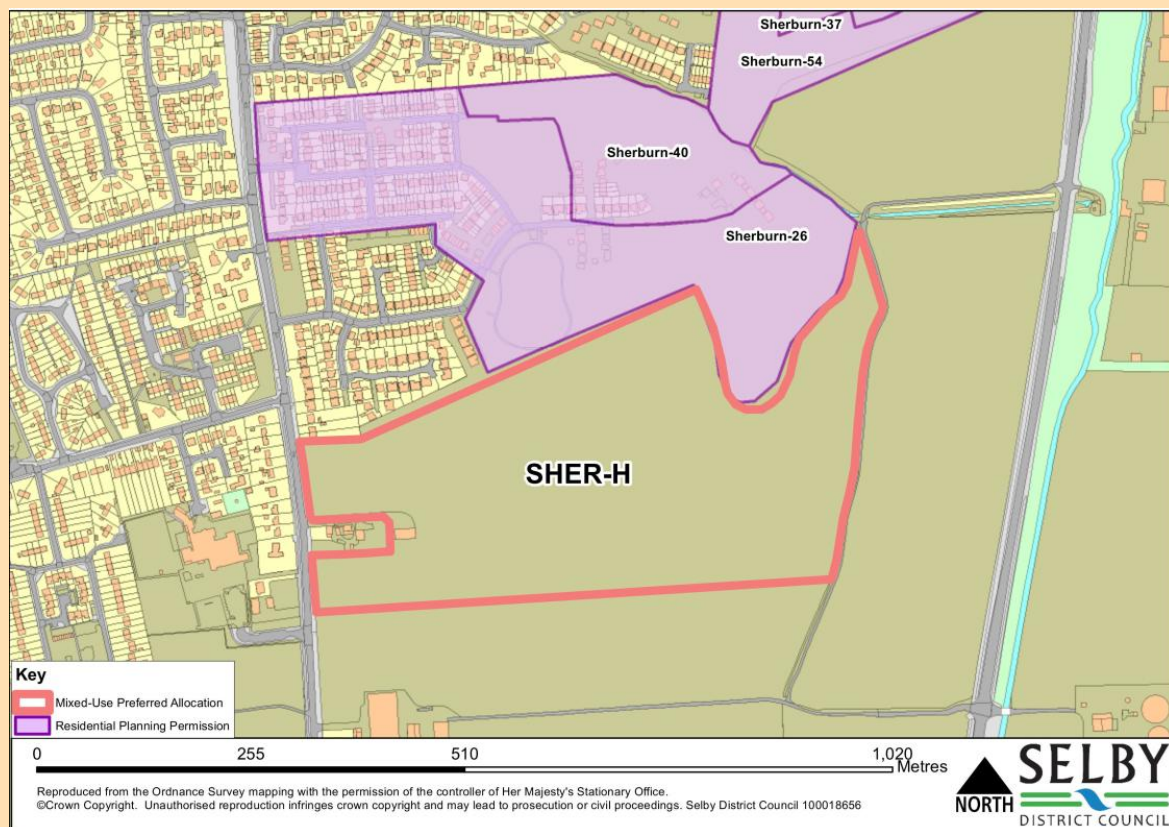 Sherburn-37
Sherburn-54
Sherburn-40
Sherburn-26
SHER-H
Key
Mixed-Use Preferred Allocation
Residential Planning Permission
0 255 510 1,020
Metres
Reproduced from the Ordnance Survey mapping with the permission of the controller of Her Majesty's Stationary Office.
©Crown Copyright. Unauthorised reproduction infringes crown copyright and may lead to prosecution or civil proceedings. Selby District Council 100018656
NORTH
SELBY
DISTRICT COUNCIL